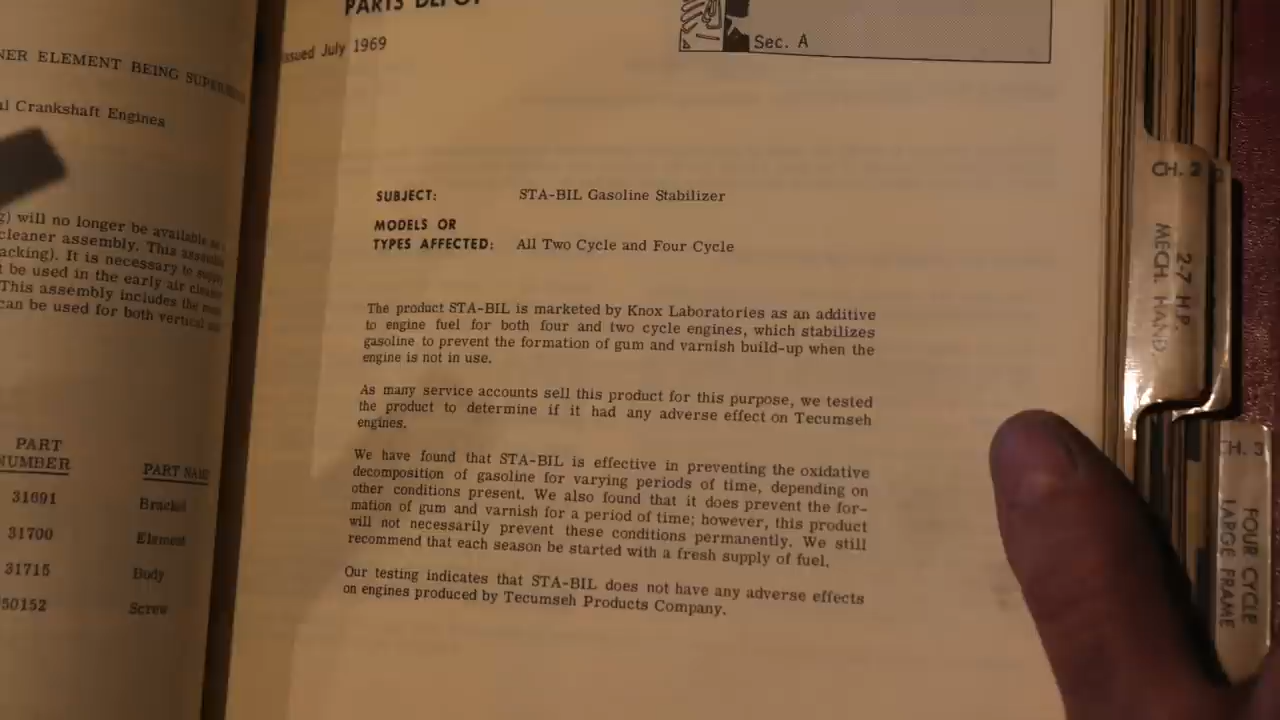 NER ELEMENT BEING
al Crankshaft Engines
g) will no longer be available
cleaner assembly. This
acking). It is necessary to
t be used in the early air
This assembly includes the
can be used for both vertical
PART
NUMBER
PART NAME
31691
Bracket
31700
Element
31715
Body
50152
Screw
PARTS DEPOT
Issued July 1969
Sec. A
SUBJECT: STA-BIL Gasoline Stabilizer
MODELS OR
TYPES AFFECTED: All Two Cycle and Four Cycle
The product STA-BIL is marketed by Knox Laboratories as an additive
to engine fuel for both four and two cycle engines, which stabilizes
gasoline to prevent the formation of gum and varnish build-up when the
engine is not in use.
As many service accounts sell this product for this purpose, we tested
the product to determine if it had any adverse effect on Tecumseh
engines.
We have found that STA-BIL is effective in preventing the oxidative
decomposition of gasoline for varying periods of time, depending on
other conditions present. We also found that it does prevent the for-
mation of gum and varnish for a period of time; however, this product
will not necessarily prevent these conditions permanently. We still
recommend that each season be started with a fresh supply of fuel.
Our testing indicates that STA-BIL does not have any adverse effects
on engines produced by Tecumseh Products Company.
CH. 2
2-7 H.P.
MECH. HAND.
CH. 3
FOUR CYCLE
LARGE FRAME